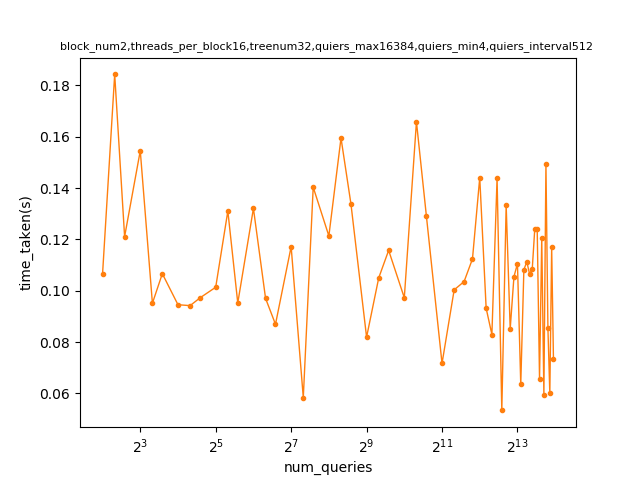 block_num2,threads_per_block16,treenum32,quiers_max16384,quiers_min4,quiers_interval512
0.18
0.16
0.14
0.12
0.10
0.08
0.06
time_taken(s)
2^3 2^5 2^7 2^9 2^11 2^13
num_queries